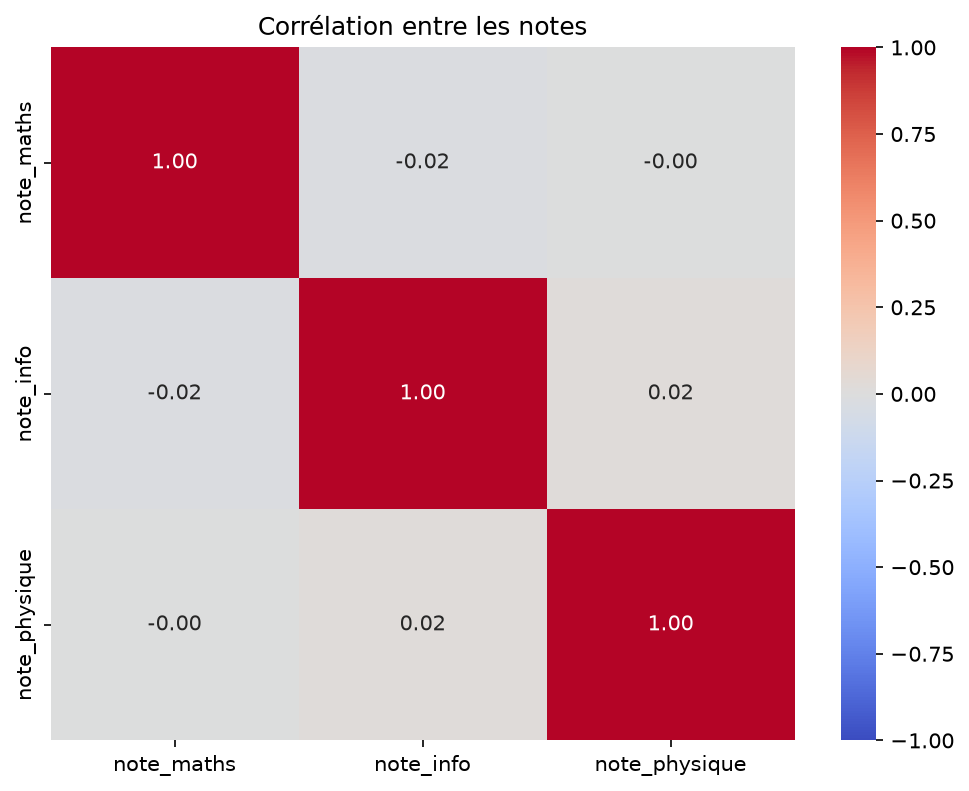 Corrélation entre les notes
note_maths
1.00
-0.02
-0.00
note_info
-0.02
1.00
0.02
note_physique
-0.00
0.02
1.00
note_maths
note_info
note_physique
1.00
0.75
0.50
0.25
0.00
−0.25
−0.50
−0.75
−1.00